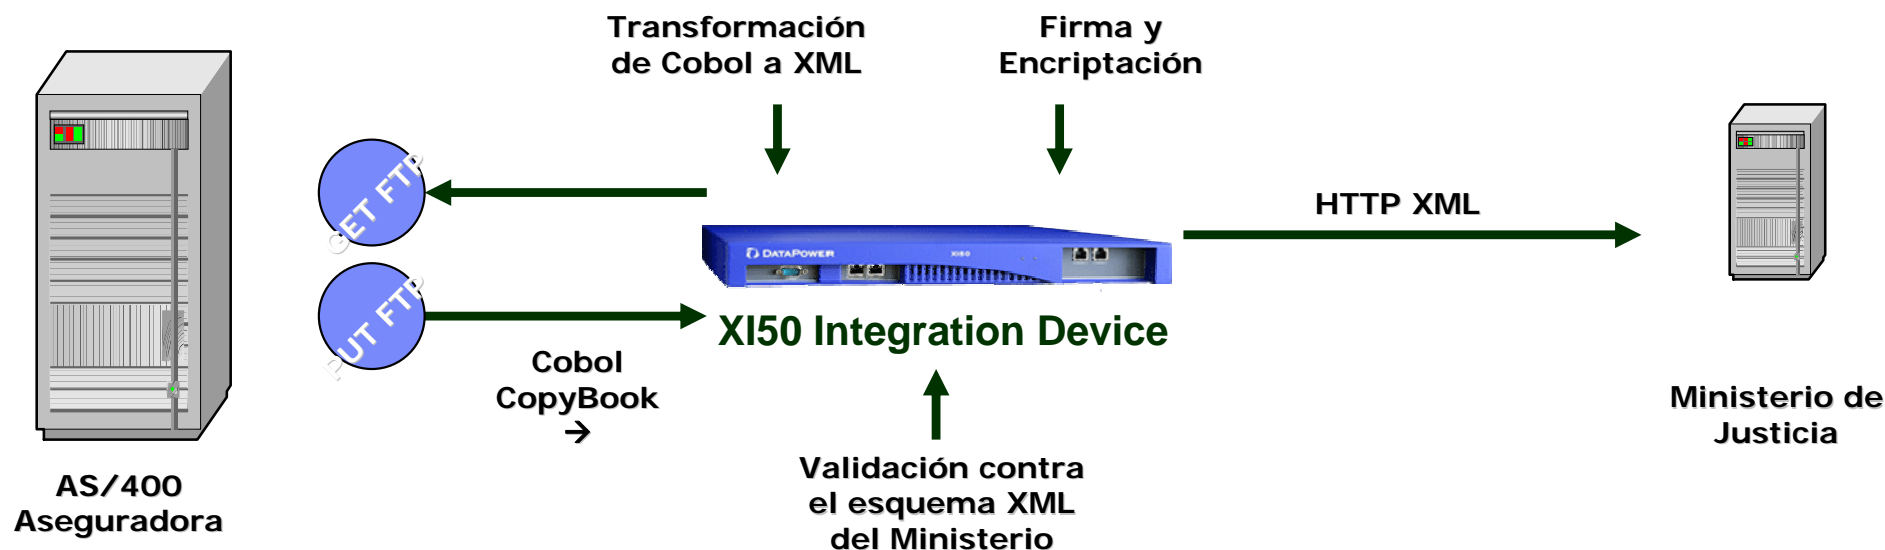 Transformación
de Cobol a XML
Firma y
Encriptación
GET FTP
HTTP XML
DATAPOWER
XI50
PUT FTP
XI50 Integration Device
Cobol
CopyBook
→
Ministerio de
Justicia
AS/400
Aseguradora
Validación contra
el esquema XML
del Ministerio